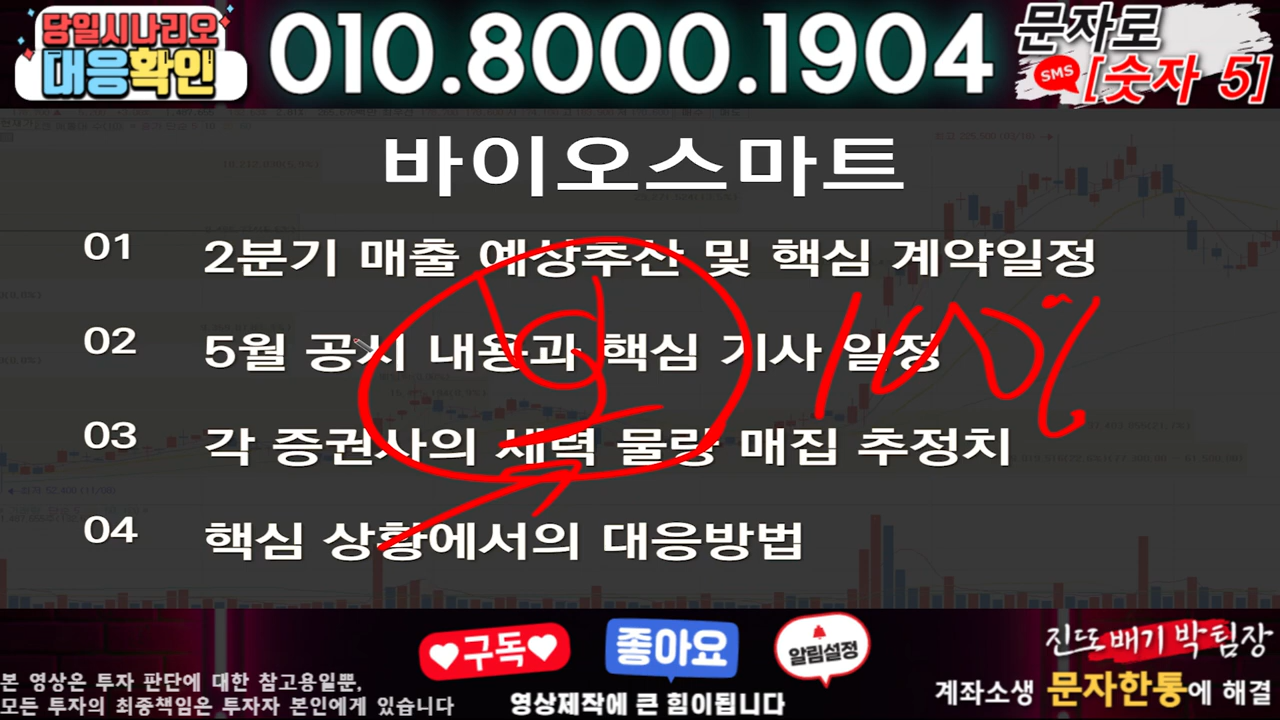 당일시나리오
대응확인
010.8000.1904
문자로
SMS [숫자 5]
바이오스마트
01 2분기 매출 예상추산 및 핵심 계약일정
02 5월 공시 내용과 핵심 기사 일정
03 각 증권사의 세력 물량 매집 추정치
04 핵심 상황에서의 대응방법
100%
구독
좋아요
알림설정
영상제작에 큰 힘이됩니다
본 영상은 투자 판단에 대한 참고용일뿐,
모든 투자의 최종책임은 투자자 본인에게 있습니다
진또배기 박팀장
계좌소생 문자한통에 해결